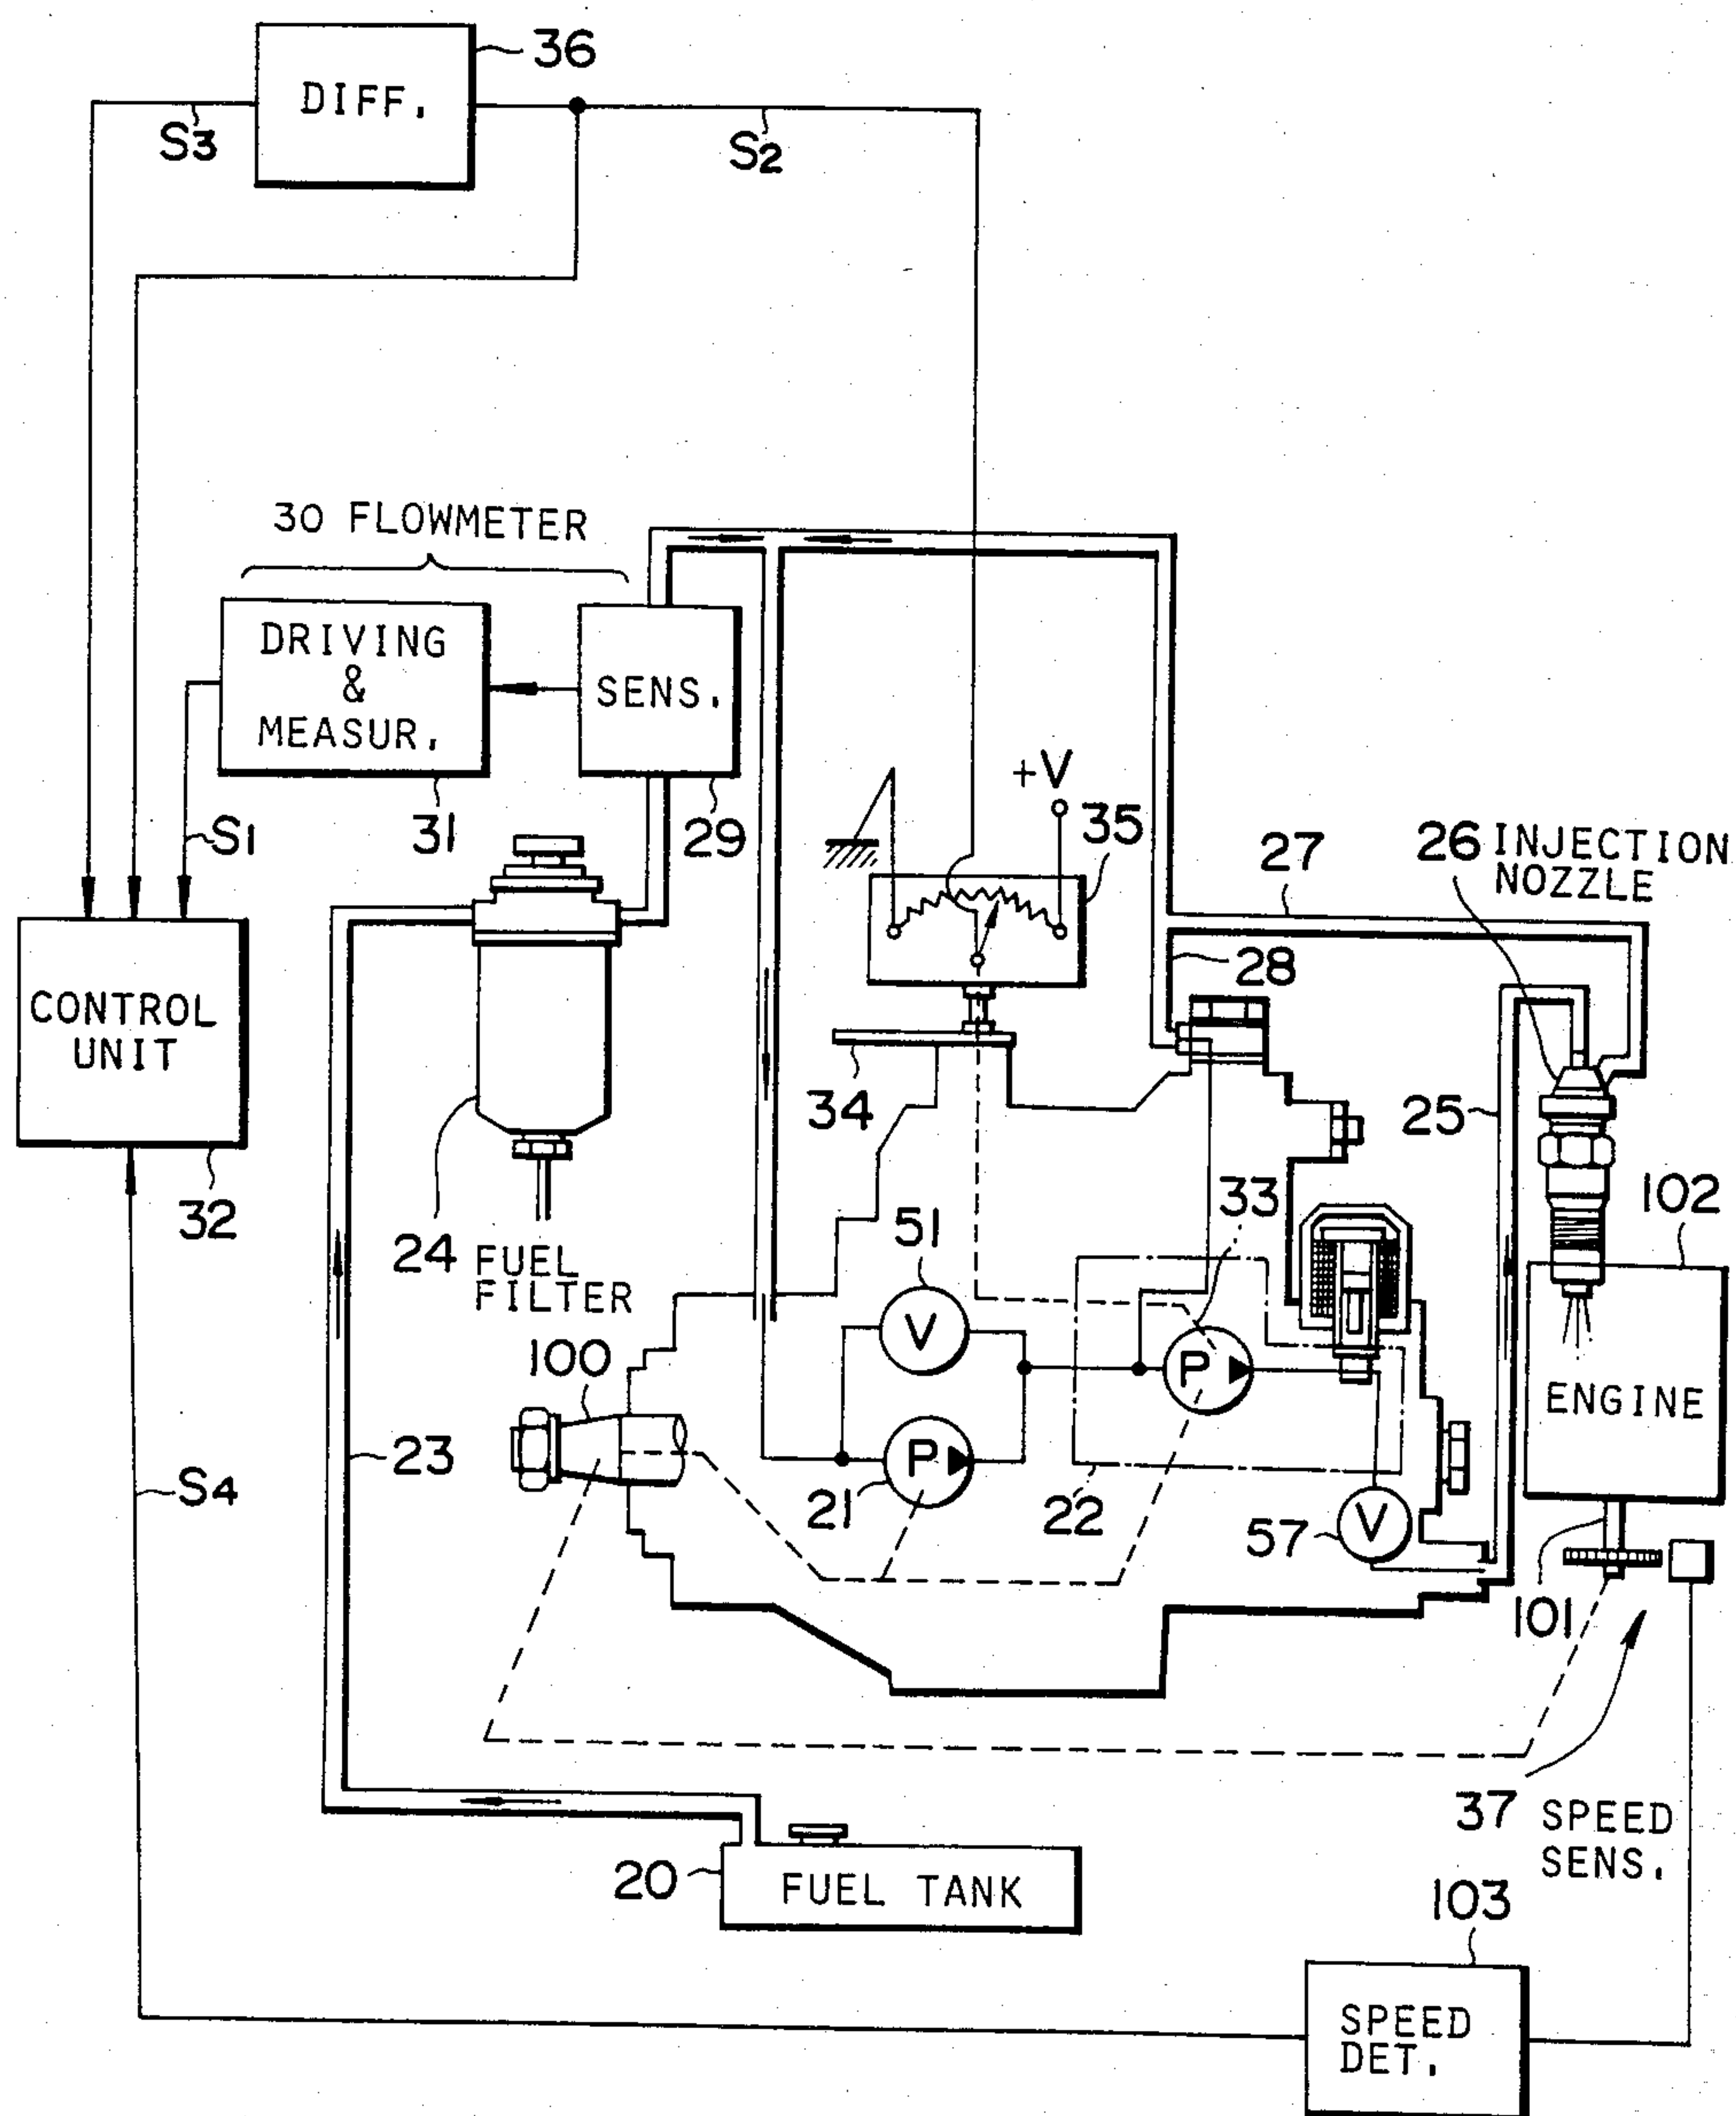 36
DIFF.
S3
S2
30 FLOWMETER
DRIVING
&
MEASUR.
SENS.
31
29
S1
+V
35
27
26 INJECTION
NOZZLE
28
CONTROL
UNIT
34
25
32
24 FUEL
FILTER
51
33
102
V
100
P
ENGINE
P
23
S4
21
22
57
V
101
37 SPEED
SENS.
20
FUEL TANK
103
SPEED
DET.